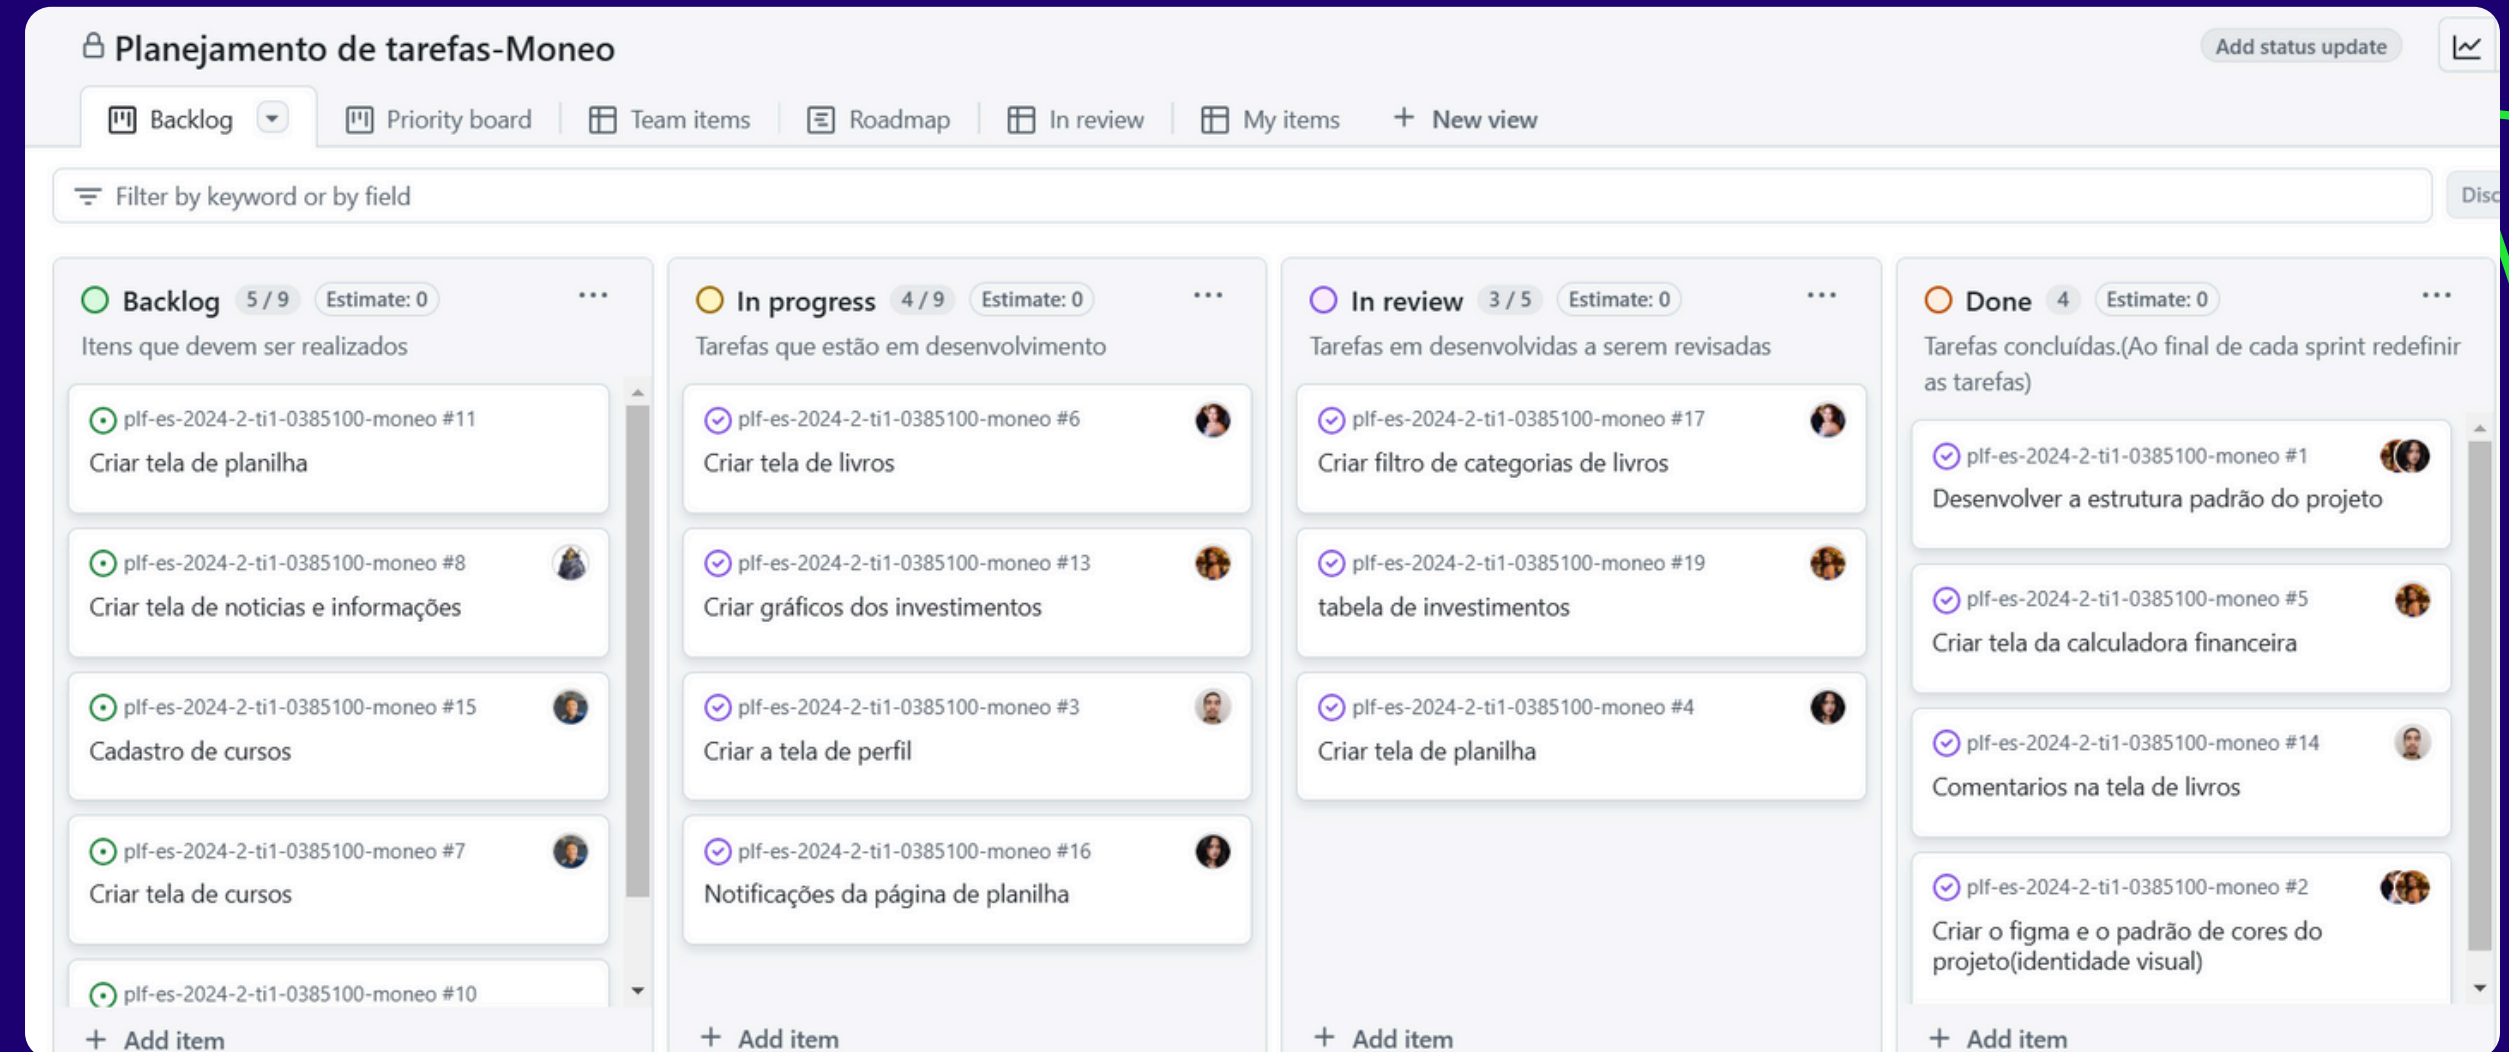 Planejamento de tarefas-Moneo
Add status update
Backlog
Priority board
Team items
Roadmap
In review
My items
+ New view
Filter by keyword or by field
Disc
Backlog 5 / 9 Estimate: 0 ...
Itens que devem ser realizados
plf-es-2024-2-ti1-0385100-moneo #11
Criar tela de planilha
plf-es-2024-2-ti1-0385100-moneo #8
Criar tela de noticias e informações
plf-es-2024-2-ti1-0385100-moneo #15
Cadastro de cursos
plf-es-2024-2-ti1-0385100-moneo #7
Criar tela de cursos
plf-es-2024-2-ti1-0385100-moneo #10
+ Add item
In progress 4 / 9 Estimate: 0 ...
Tarefas que estão em desenvolvimento
plf-es-2024-2-ti1-0385100-moneo #6
Criar tela de livros
plf-es-2024-2-ti1-0385100-moneo #13
Criar gráficos dos investimentos
plf-es-2024-2-ti1-0385100-moneo #3
Criar a tela de perfil
plf-es-2024-2-ti1-0385100-moneo #16
Notificações da página de planilha
+ Add item
In review 3 / 5 Estimate: 0 ...
Tarefas em desenvolvidas a serem revisadas
plf-es-2024-2-ti1-0385100-moneo #17
Criar filtro de categorias de livros
plf-es-2024-2-ti1-0385100-moneo #19
tabela de investimentos
plf-es-2024-2-ti1-0385100-moneo #4
Criar tela de planilha
+ Add item
Done 4 Estimate: 0 ...
Tarefas concluídas.(Ao final de cada sprint redefinir
as tarefas)
plf-es-2024-2-ti1-0385100-moneo #1
Desenvolver a estrutura padrão do projeto
plf-es-2024-2-ti1-0385100-moneo #5
Criar tela da calculadora financeira
plf-es-2024-2-ti1-0385100-moneo #14
Comentarios na tela de livros
plf-es-2024-2-ti1-0385100-moneo #2
Criar o figma e o padrão de cores do
projeto(identidade visual)
+ Add item